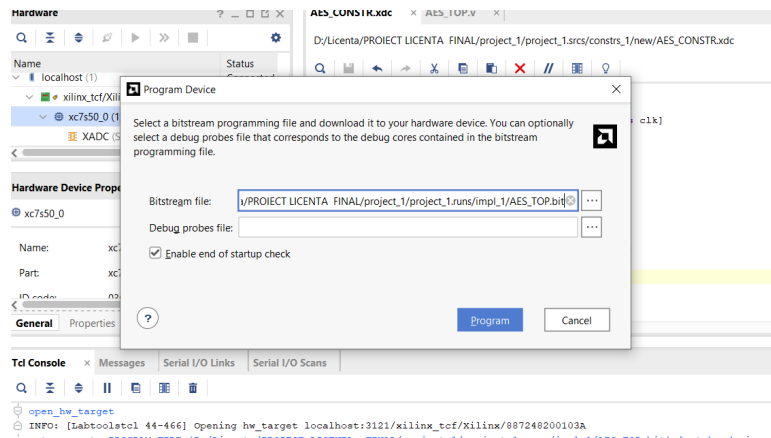 Hardware
AES_CONSTR.xdc
AES_TOP.v
D:/Licenta/PROIECT LICENTA FINAL/project_1/project_1.srcs/constrs_1/new/AES_CONSTR.xdc
Name Status
localhost (1)
xilinx_tcf/Xili
xc7s50_0 (1
XADC (S
clk]
Program Device
Select a bitstream programming file and download it to your hardware device. You can optionally
select a debug probes file that corresponds to the debug cores contained in the bitstream
programming file.
Bitstream file: a/PROIECT LICENTA FINAL/project_1/project_1.runs/impl_1/AES_TOP.bit ...
Debug probes file: ...
Enable end of startup check
? Program Cancel
Hardware Device Prope
xc7s50_0
Name: xc7
Part: xc7
ID code:
General Properties
Tcl Console Messages Serial I/O Links Serial I/O Scans
open_hw_target
INFO: [Labtoolstcl 44-466] Opening hw_target localhost:3121/xilinx_tcf/Xilinx/887248200103A